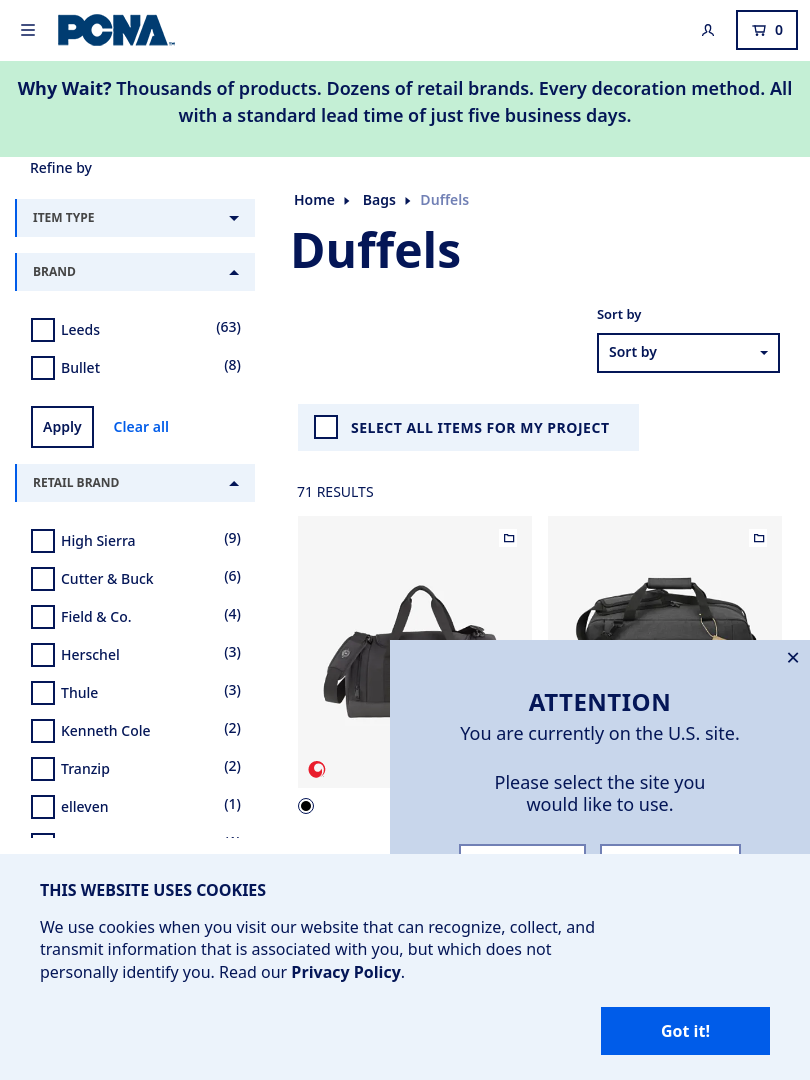 PCNA
0
Why Wait? Thousands of products. Dozens of retail brands. Every decoration method. All
with a standard lead time of just five business days.
Refine by
ITEM TYPE
BRAND
Leeds (63)
Bullet (8)
Apply Clear all
RETAIL BRAND
High Sierra (9)
Cutter & Buck (6)
Field & Co. (4)
Herschel (3)
Thule (3)
Kenneth Cole (2)
Tranzip (2)
elleven (1)
Home Bags Duffels
Duffels
Sort by
Sort by
SELECT ALL ITEMS FOR MY PROJECT
71 RESULTS
ATTENTION
You are currently on the U.S. site.
Please select the site you
would like to use.
THIS WEBSITE USES COOKIES
We use cookies when you visit our website that can recognize, collect, and
transmit information that is associated with you, but which does not
personally identify you. Read our Privacy Policy.
Got it!